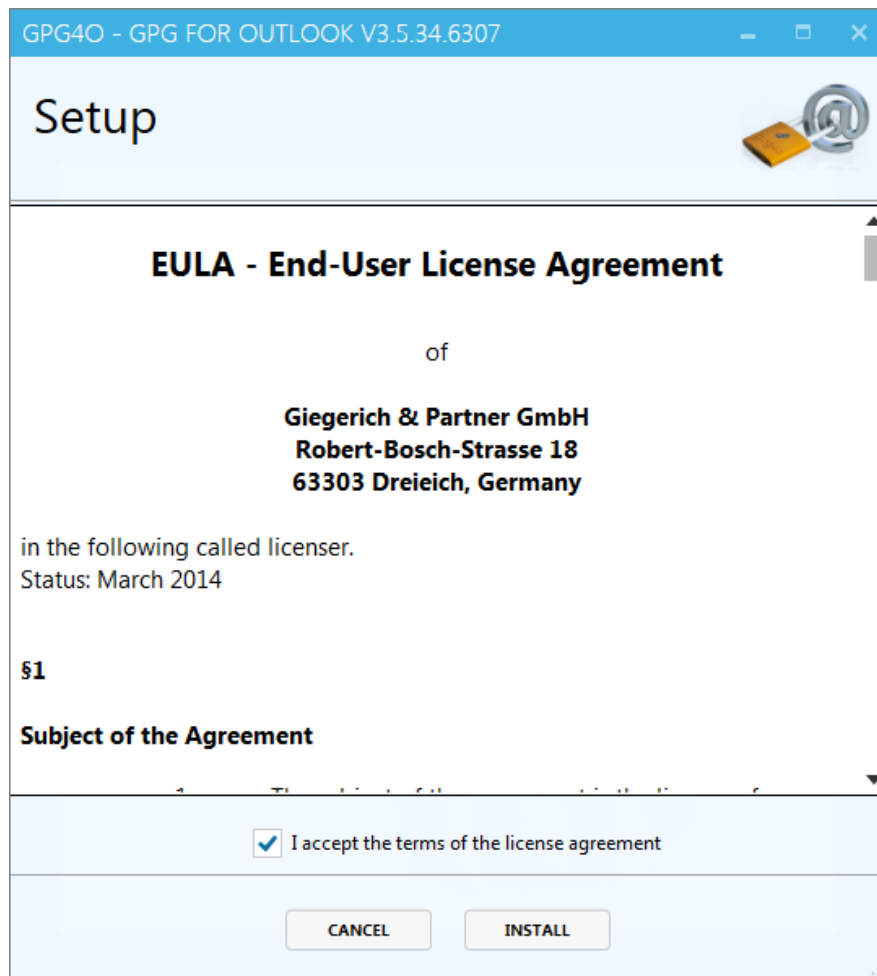 GPG4O - GPG FOR OUTLOOK V3.5.34.6307
Setup
EULA - End-User License Agreement
of
Giegerich & Partner GmbH
Robert-Bosch-Strasse 18
63303 Dreieich, Germany
in the following called licenser.
Status: March 2014
§1
Subject of the Agreement
I accept the terms of the license agreement
CANCEL
INSTALL